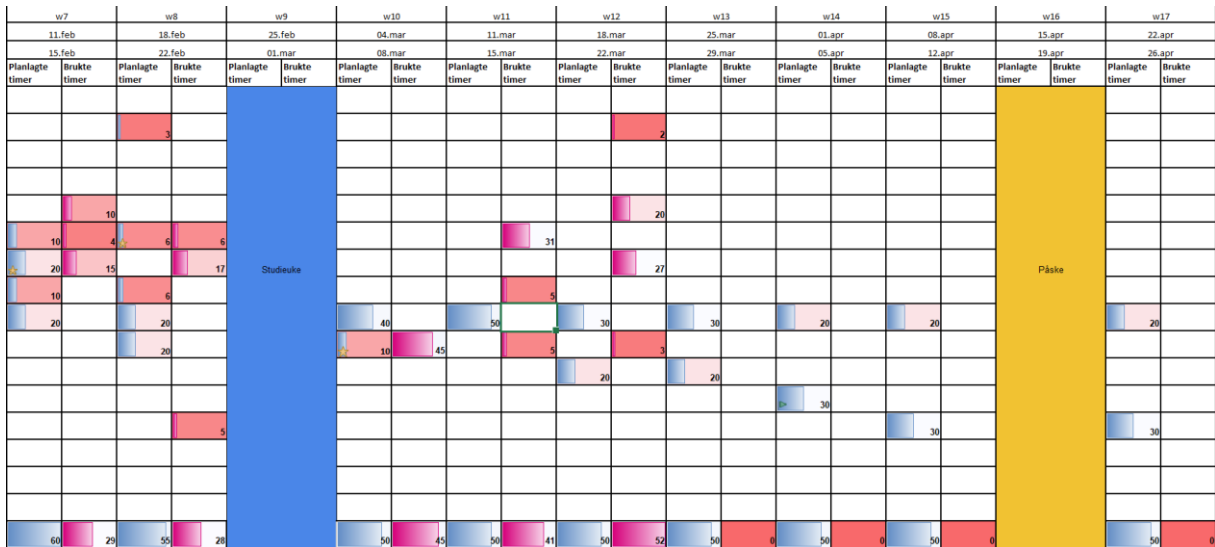 w7 w8 w9 w10 w11 w12 w13 w14 w15 w16 w17
11.feb 18.feb 25.feb 04.mar 11.mar 18.mar 25.mar 01.apr 08.apr 15.apr 22.apr
15.feb 22.feb 01.mar 08.mar 15.mar 22.mar 29.mar 05.apr 12.apr 19.apr 26.apr
Planlagte Brukte Planlagte Brukte Planlagte Brukte Planlagte Brukte Planlagte Brukte Planlagte Brukte Planlagte Brukte Planlagte Brukte Planlagte Brukte Planlagte Brukte Planlagte Brukte
timer timer timer timer timer timer timer timer timer timer timer timer timer timer timer timer timer timer timer timer timer timer
3 2
10 20
10 4 6 6 31
20 15 17 Studieuke 27 Påske
10 6 5
20 20 40 50 30 30 20 20 20
20 10 45 5 3
20 20
30
5 30 30
60 29 55 28 50 45 50 41 50 52 50 0 50 0 50 0 50 0